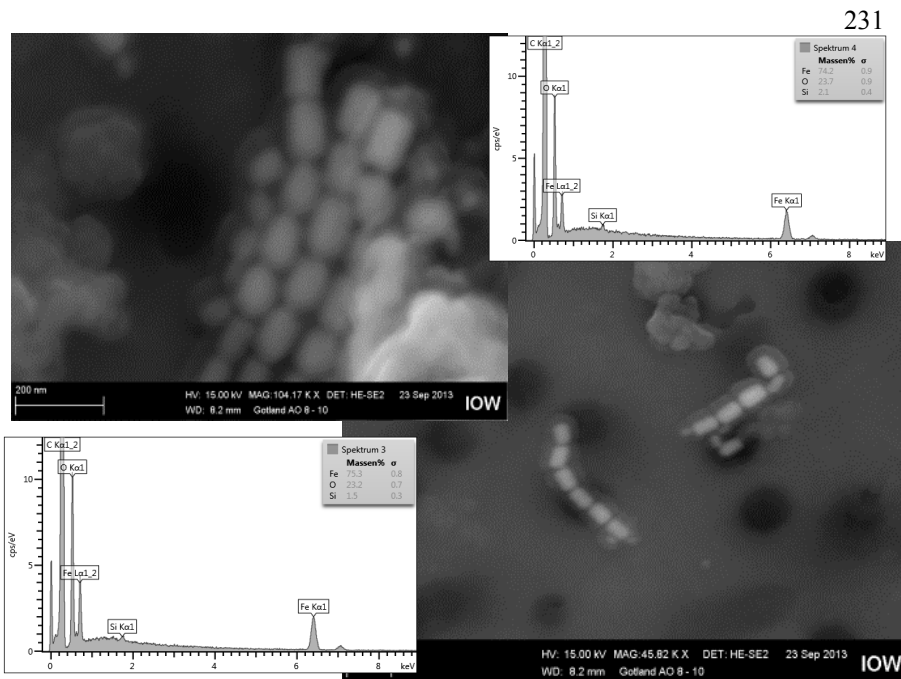 231
C Kα1_2
O Kα1
Fe Lα1_2
Si Kα1
Fe Kα1
Spektrum 4
Massen% σ
Fe 74.2 0.9
O 23.7 0.9
Si 2.1 0.4
cps/eV
10
5
0
0 2 4 6 8 keV
200 nm
HV: 15.00 kV MAG:104.17 K X DET: HE-SE2 23 Sep 2013
WD: 8.2 mm Gotland AO 8 - 10
IOW
C Kα1_2
O Kα1
Fe Lα1_2
Si Kα1
Fe Kα1
Spektrum 3
Massen% σ
Fe 75.3 0.8
O 23.2 0.7
Si 1.5 0.3
cps/eV
10
5
0
0 2 4 6 8 keV
HV: 15.00 kV MAG:45.82 K X DET: HE-SE2 23 Sep 2013
WD: 8.2 mm Gotland AO 8 - 10
IOW